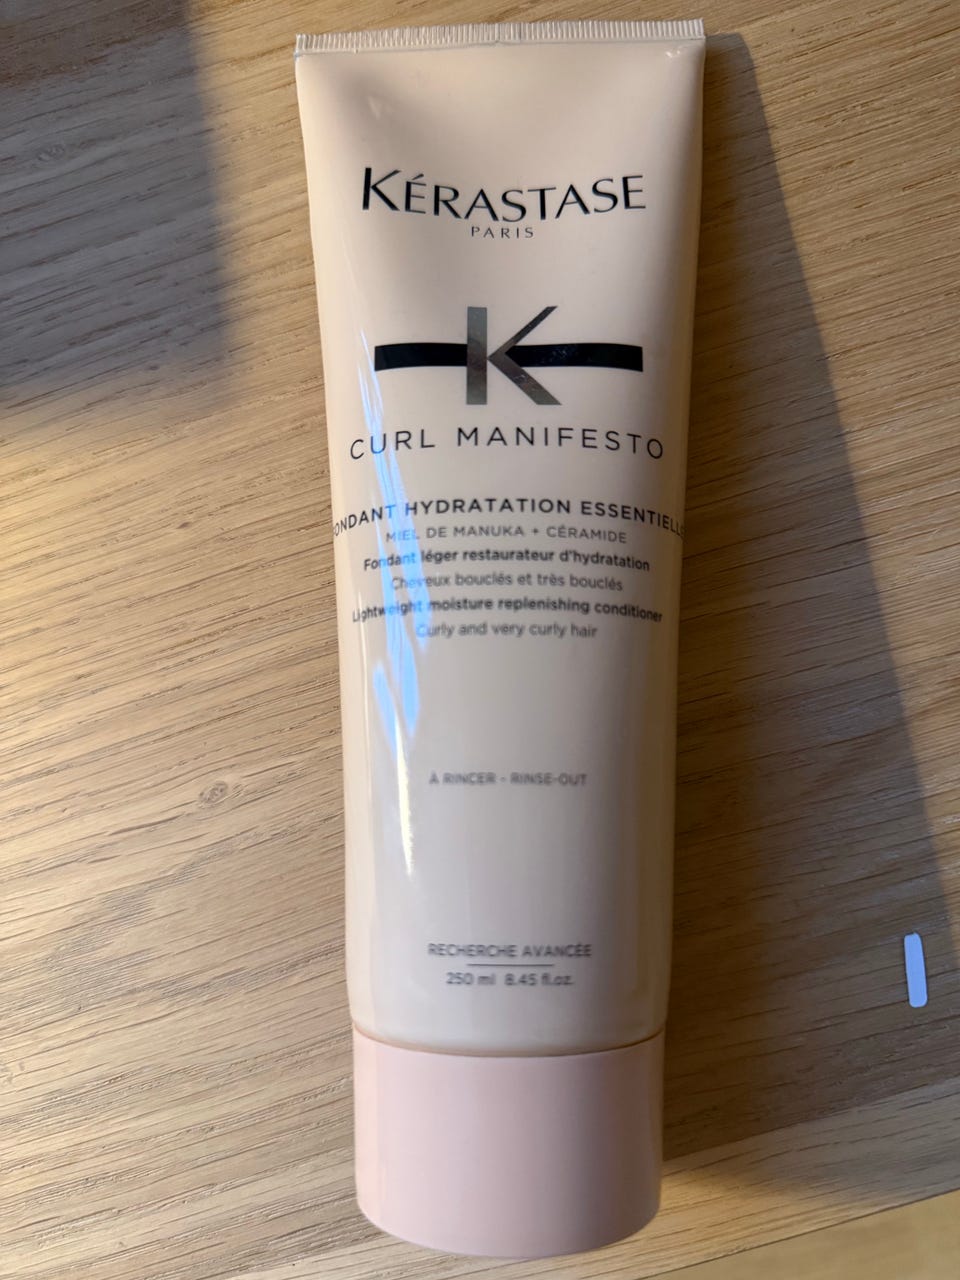 KÉRASTASE
PARIS
K
CURL MANIFESTO
FONDANT HYDRATATION ESSENTIELLE
MIEL DE MANUKA + CÉRAMIDE
Fondant léger restaurateur d'hydratation
Cheveux bouclés et très bouclés
Lightweight moisture replenishing conditioner
Curly and very curly hair
À RINCER - RINSE-OUT
RECHERCHE AVANCÉE
250 ml 8.45 fl.oz.